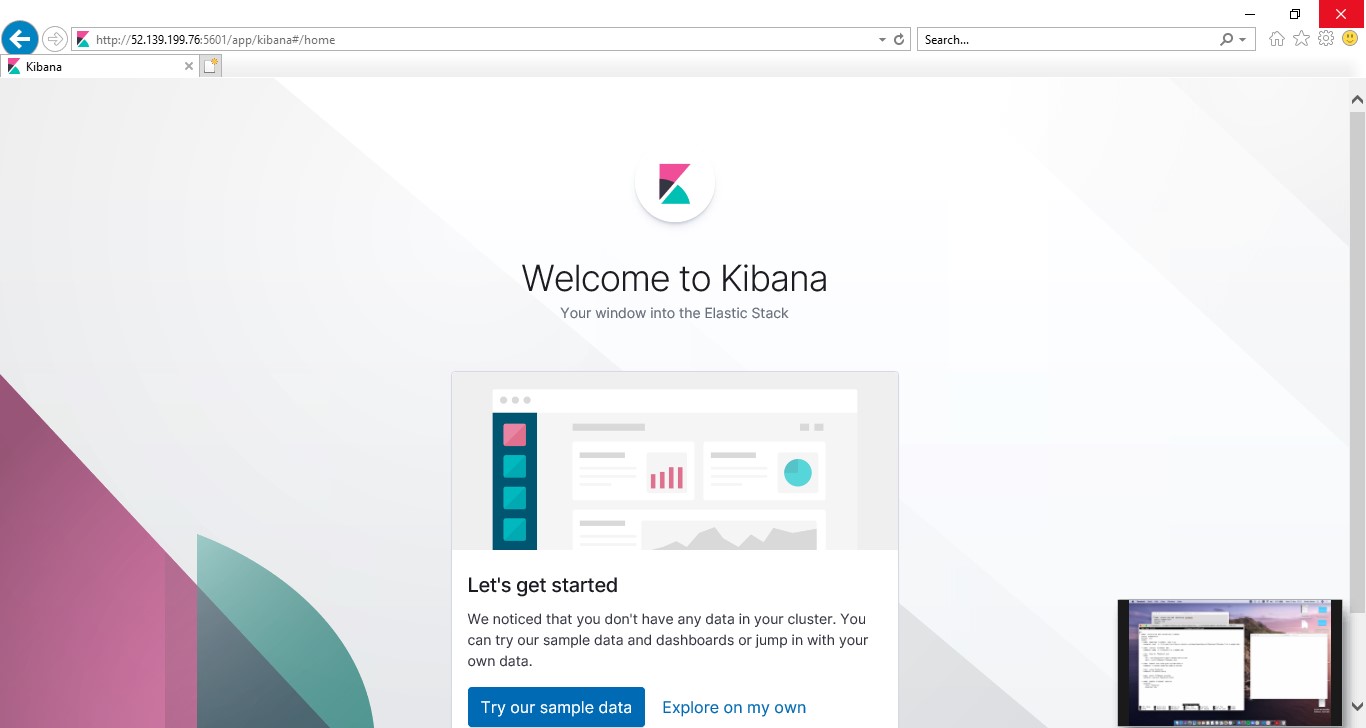 http://52.139.199.76:5601/app/kibana#/home
Search...
Kibana
Welcome to Kibana
Your window into the Elastic Stack
Let's get started
We noticed that you don't have any data in your cluster. You
can try our sample data and dashboards or jump in with your
own data.
Try our sample data
Explore on my own